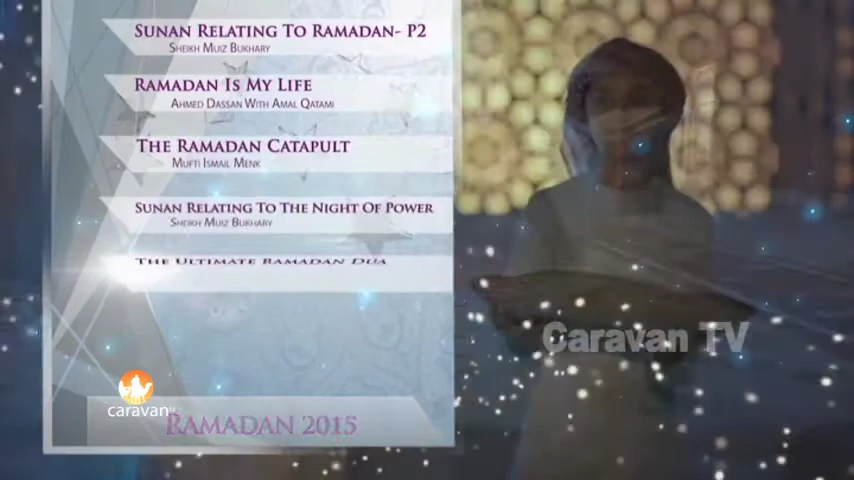 SUNAN RELATING TO RAMADAN- P2
SHEIKH MUIZ BUKHARY
RAMADAN IS MY LIFE
AHMED DASSAN WITH AMAL QATAMI
THE RAMADAN CATAPULT
MUFTI ISMAIL MENK
SUNAN RELATING TO THE NIGHT OF POWER
SHEIKH MUIZ BUKHARY
THE ULTIMATE RAMADAN DUA
Caravan TV
caravan
RAMADAN 2015